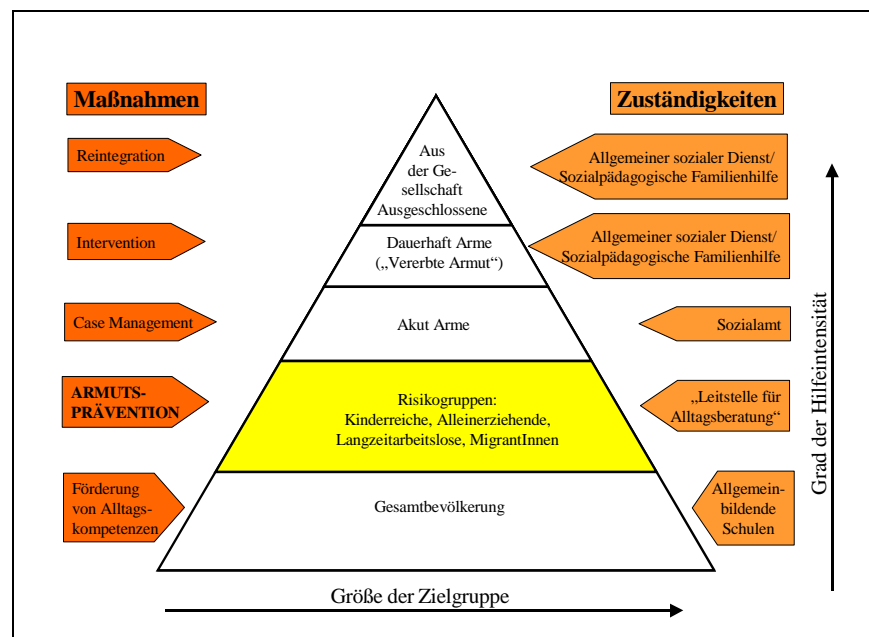 Maßnahmen
Zuständigkeiten
Reintegration
Aus
der Ge-
sellschaft
Ausgeschlossene
Allgemeiner sozialer Dienst/
Sozialpädagogische Familienhilfe
Intervention
Dauerhaft Arme
(„Vererbte Armut“)
Allgemeiner sozialer Dienst/
Sozialpädagogische Familienhilfe
Case Management
Akut Arme
Sozialamt
ARMUTS-
PRÄVENTION
Risikogruppen:
Kinderreiche, Alleinerziehende,
Langzeitarbeitslose, MigrantInnen
„Leitstelle für
Alltagsberatung“
Förderung
von Alltags-
kompetenzen
Gesamtbevölkerung
Allgemein-
bildende
Schulen
Grad der Hilfeintensität
Größe der Zielgruppe